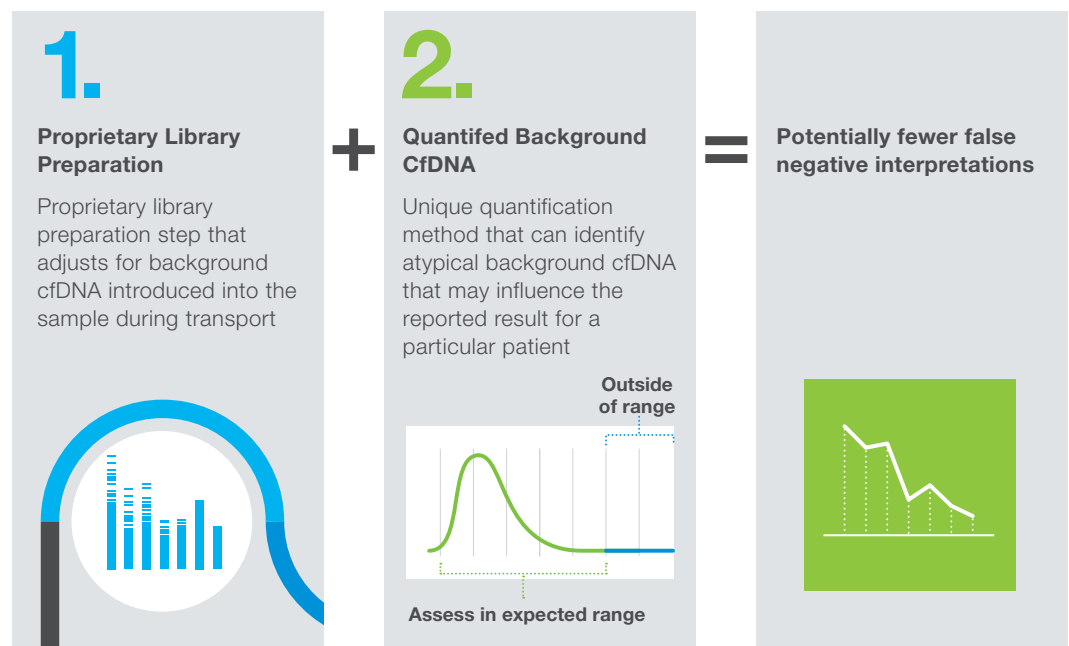 1.
Proprietary Library
Preparation
Proprietary library
preparation step that
adjusts for background
cfDNA introduced into the
sample during transport
+
2.
Quantifed Background
CfDNA
Unique quantification
method that can identify
atypical background cfDNA
that may influence the
reported result for a
particular patient
Outside
of range
Assess in expected range
=
Potentially fewer false
negative interpretations